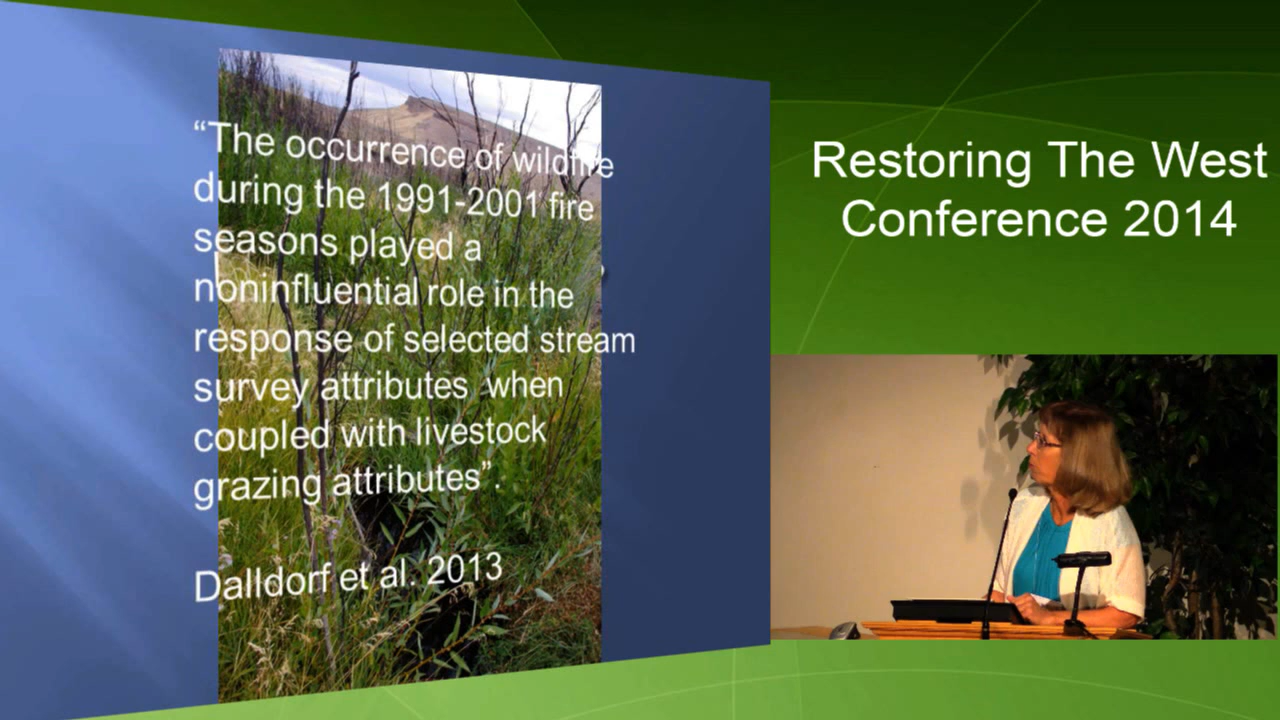 “The occurrence of wildfire
during the 1991-2001 fire
seasons played a
noninfluential role in the
response of selected stream
survey attributes when
coupled with livestock
grazing attributes”.
Dalldorf et al. 2013
Restoring The West
Conference 2014